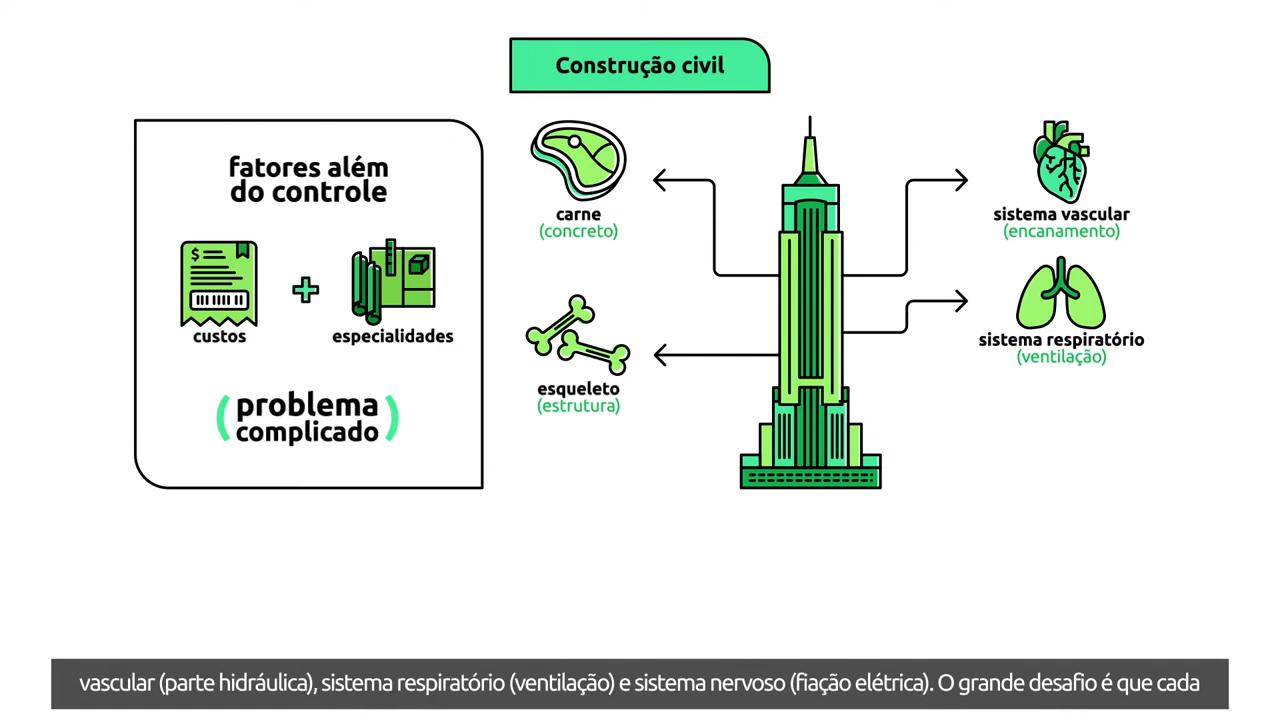 Construção civil
fatores além
do controle
$
custos
especialidades
(problema
complicado)
carne
(concreto)
esqueleto
(estrutura)
sistema vascular
(encanamento)
sistema respiratório
(ventilação)
vascular (parte hidráulica), sistema respiratório (ventilação) e sistema nervoso (fiação elétrica). O grande desafio é que cada